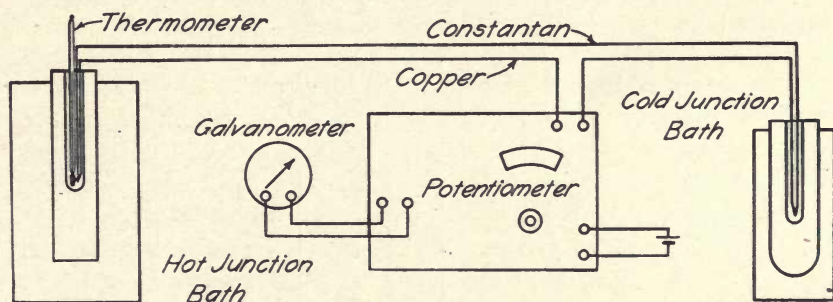 Thermometer
Constantan
Copper
Cold Junction
Bath
Galvanometer
Potentiometer
Hot Junction
Bath